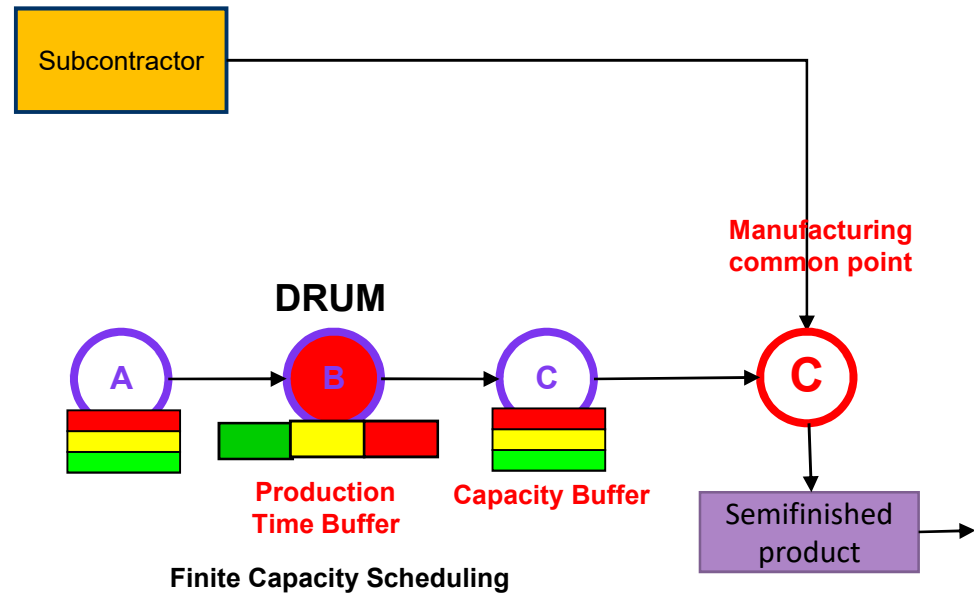 Subcontractor
Manufacturing
common point
DRUM
A
B
C
C
Production
Time Buffer
Capacity Buffer
Semifinished
product
Finite Capacity Scheduling